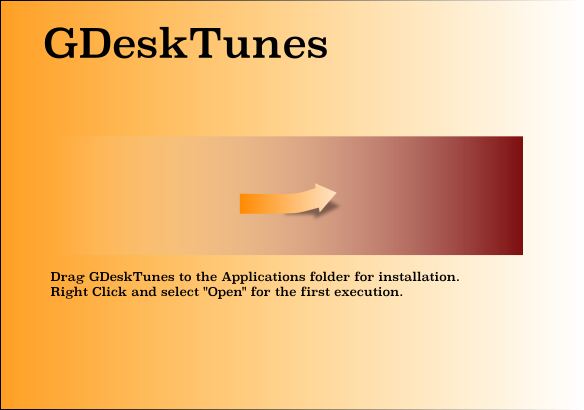 GDeskTunes
Drag GDeskTunes to the Applications folder for installation.
Right Click and select "Open" for the first execution.